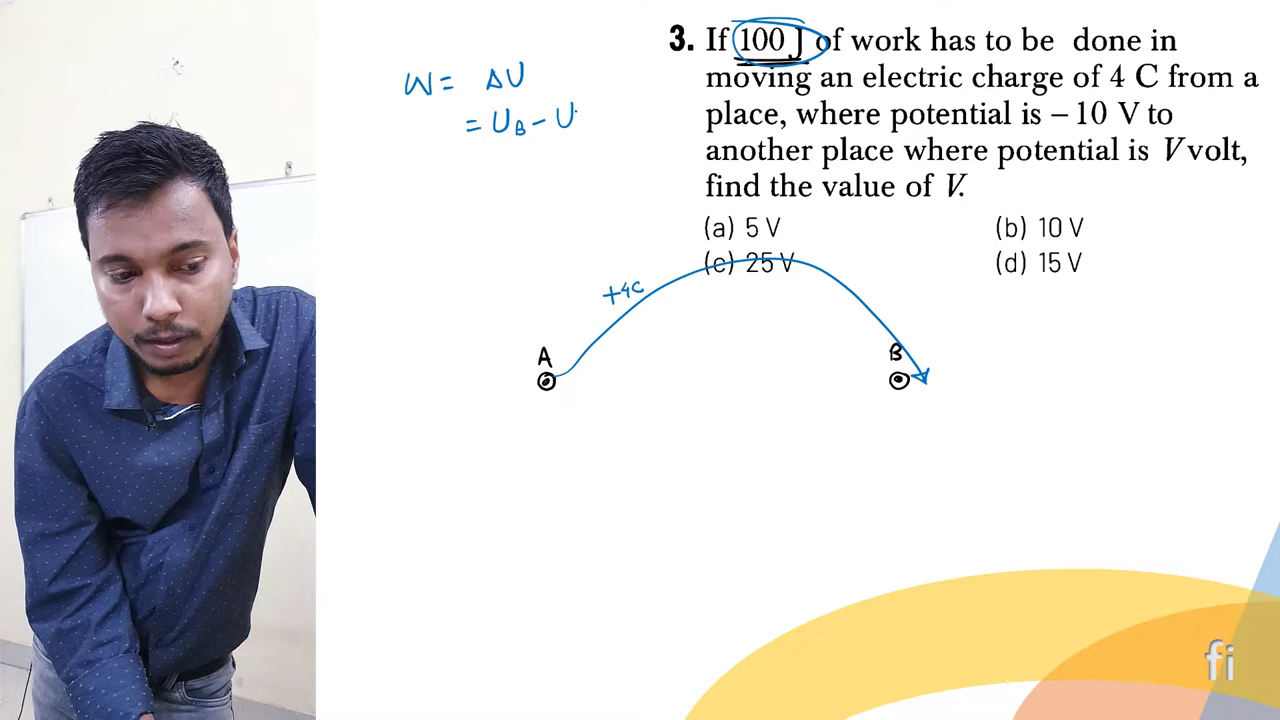 3. If 100 J of work has to be done in
moving an electric charge of 4 C from a
place, where potential is – 10 V to
another place where potential is V volt,
find the value of V.
(a) 5 V (b) 10 V
(c) 25 V (d) 15 V
W = ΔU
= U_B – U
+4C
A
B
fi